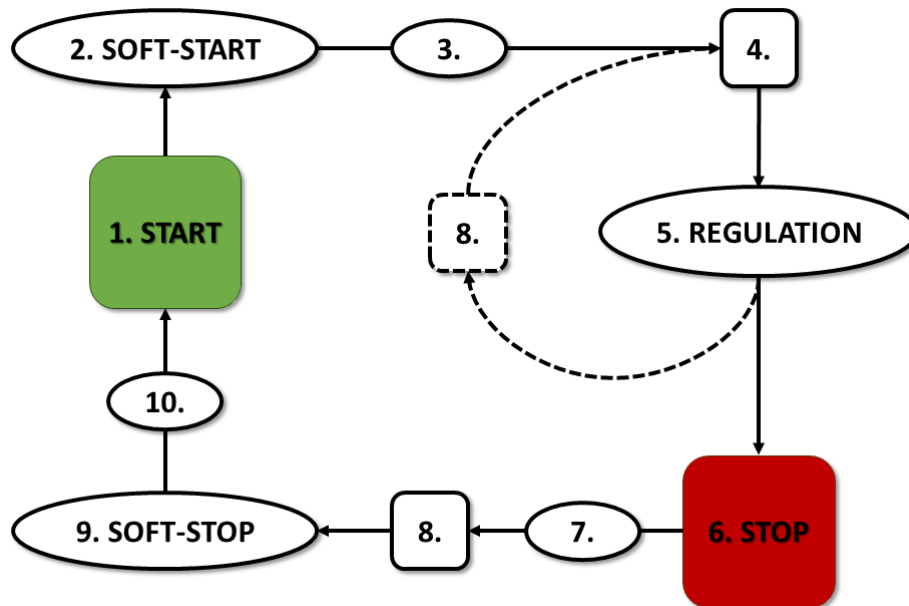 2. SOFT-START
3.
4.
1. START
8.
5. REGULATION
10.
9. SOFT-STOP
8.
7.
6. STOP